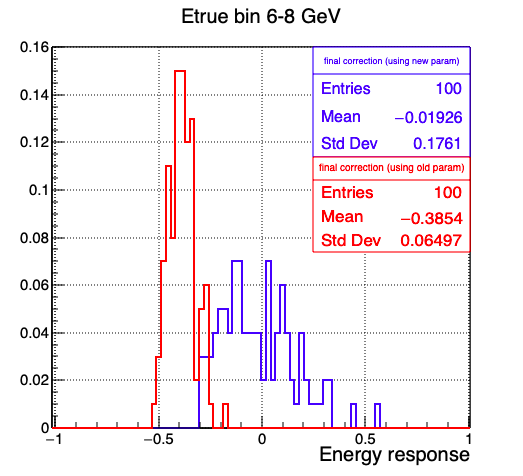 Etrue bin 6-8 GeV
final correction (using new param)
Entries 100
Mean −0.01926
Std Dev 0.1761
final correction (using old param)
Entries 100
Mean −0.3854
Std Dev 0.06497
0.16
0.14
0.12
0.1
0.08
0.06
0.04
0.02
0
−1 −0.5 0 0.5 1
Energy response